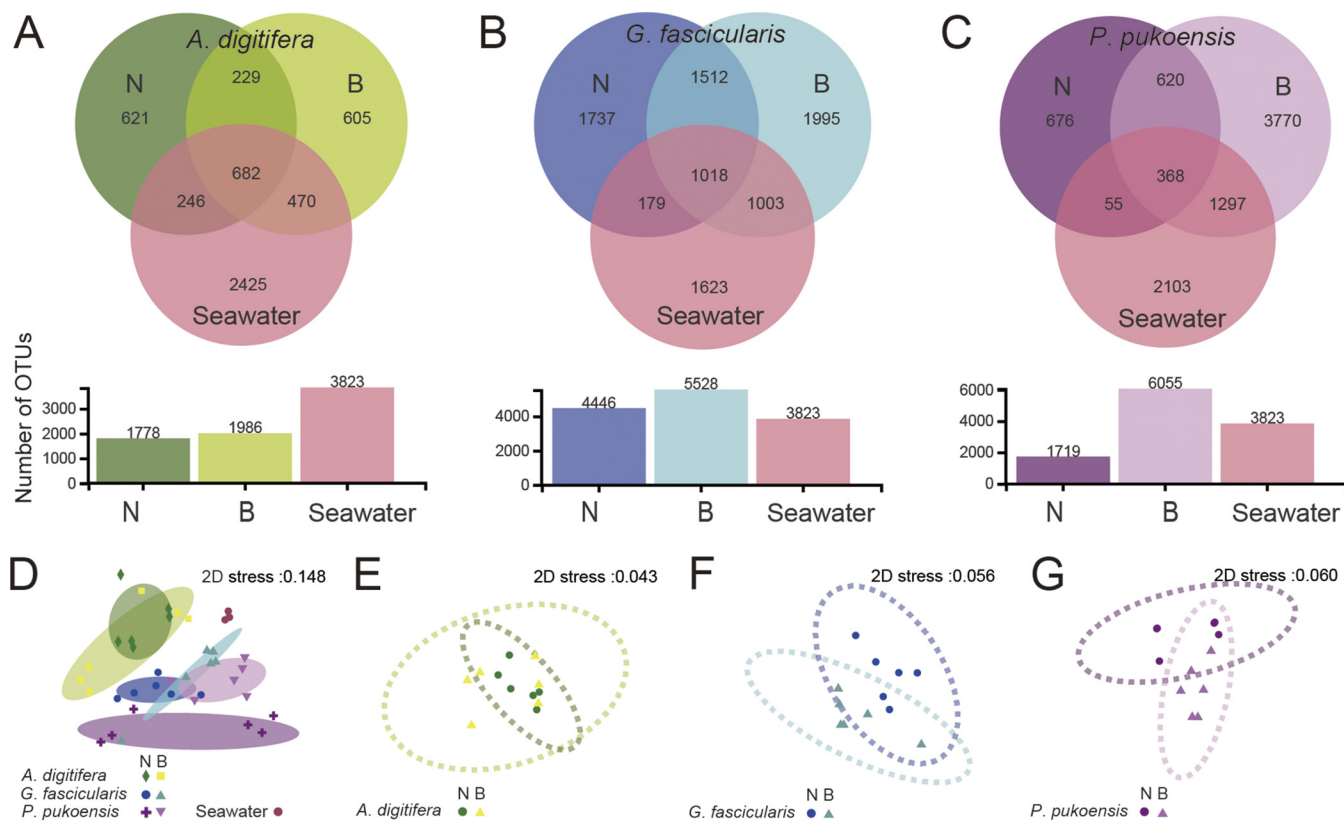 A
A. digitifera
N
229
B
621
605
682
246
470
2425
Seawater
B
G. fascicularis
N
1512
B
1737
1995
1018
179
1003
1623
Seawater
C
P. pukoensis
N
620
B
676
3770
368
55
1297
2103
Seawater
Number of OTUs
3000
2000
1000
0
1778
1986
3823
N B Seawater
4000
2000
0
4446
5528
3823
N B Seawater
6000
4000
2000
0
1719
6055
3823
N B Seawater
D
2D stress :0.148
N B
A. digitifera
G. fascicularis
P. pukoensis
Seawater
E
2D stress :0.043
N B
A. digitifera
F
2D stress :0.056
N B
G. fascicularis
G
2D stress :0.060
N B
P. pukoensis